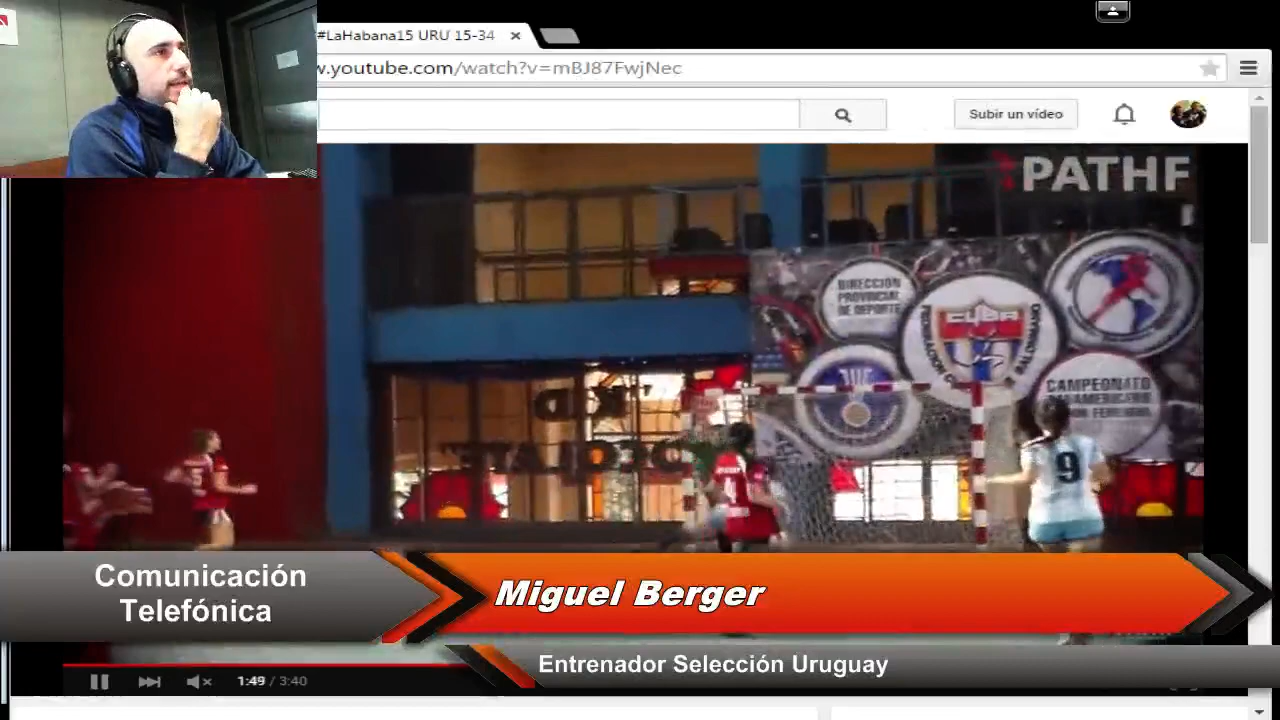 #LaHabana15 URU 15-34
w.youtube.com/watch?v=mBJ87FwjNec
Subir un vídeo
PATHF
DIRECCION
PROVINCIAL
DE DEPORTE
CUBA
CAMPEONATO
9
4
Comunicación
Telefónica
Miguel Berger
Entrenador Selección Uruguay
1:49 / 3:40